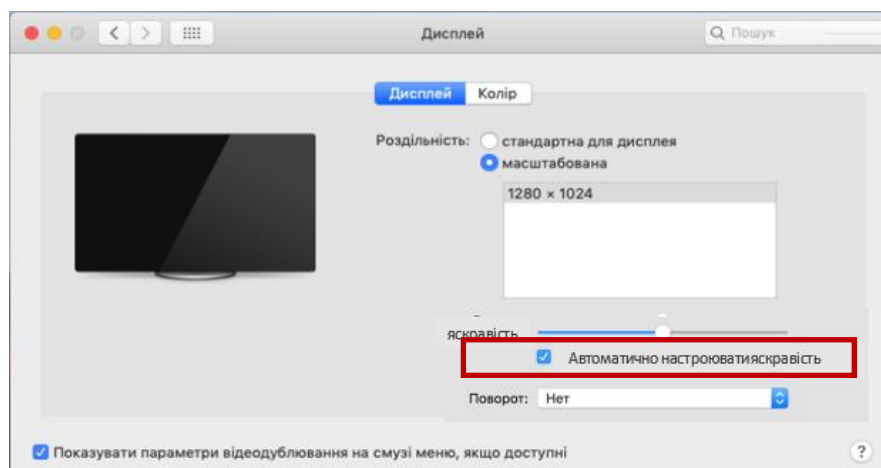 Дисплей
Пошук
Дисплей Колір
Роздільність: стандартна для дисплея
масштабована
1280 × 1024
яскравість
Автоматично настроюватияскравість
Поворот: Нет
Показувати параметри відеодублювання на смузі меню, якщо доступні
?